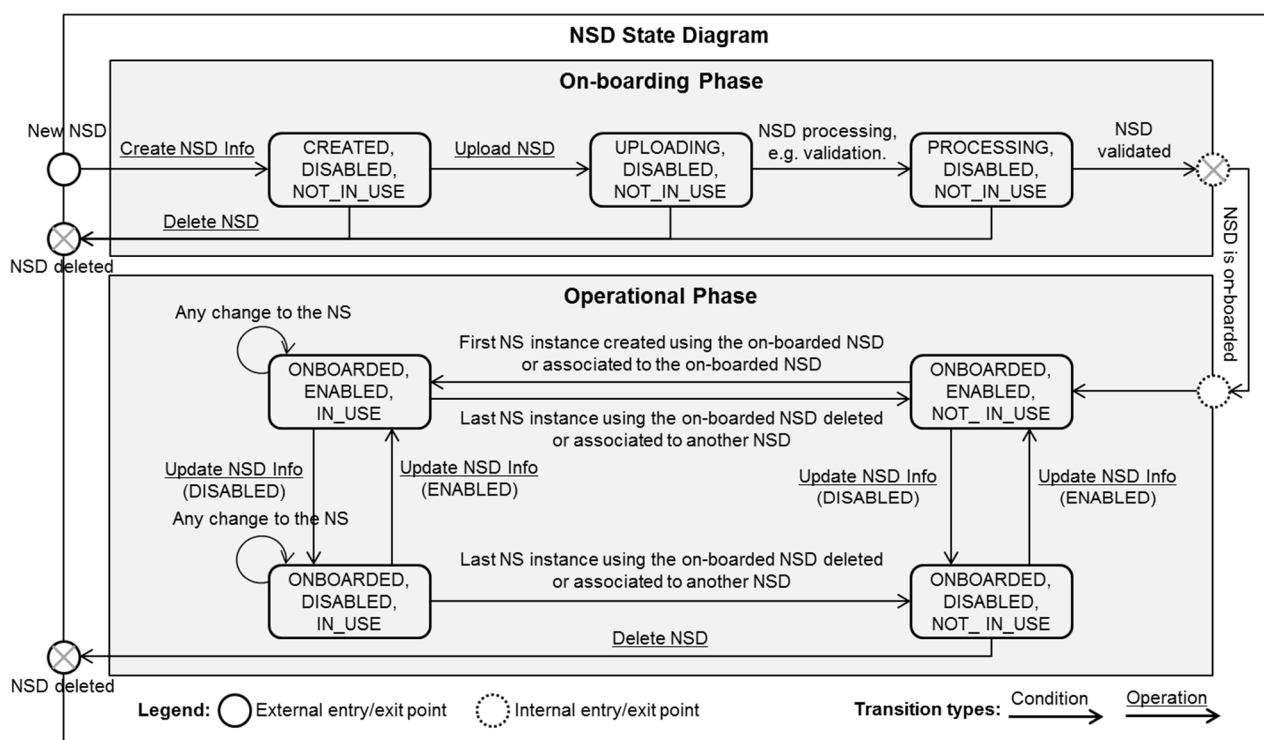 NSD State Diagram
On-boarding Phase
New NSD
Create NSD Info
CREATED,
DISABLED,
NOT_IN_USE
Upload NSD
UPLOADING,
DISABLED,
NOT_IN_USE
NSD processing,
e.g. validation.
PROCESSING,
DISABLED,
NOT_IN_USE
NSD
validated
Delete NSD
NSD deleted
NSD is on-boarded
Operational Phase
Any change to the NS
ONBOARDED,
ENABLED,
IN_USE
First NS instance created using the on-boarded NSD
or associated to the on-boarded NSD
Last NS instance using the on-boarded NSD deleted
or associated to another NSD
ONBOARDED,
ENABLED,
NOT_ IN_USE
Update NSD Info
(DISABLED)
Update NSD Info
(ENABLED)
Update NSD Info
(DISABLED)
Update NSD Info
(ENABLED)
Any change to the NS
ONBOARDED,
DISABLED,
IN_USE
Last NS instance using the on-boarded NSD deleted
or associated to another NSD
ONBOARDED,
DISABLED,
NOT_ IN_USE
Delete NSD
NSD deleted
Legend:
External entry/exit point
Internal entry/exit point
Transition types:
Condition
Operation